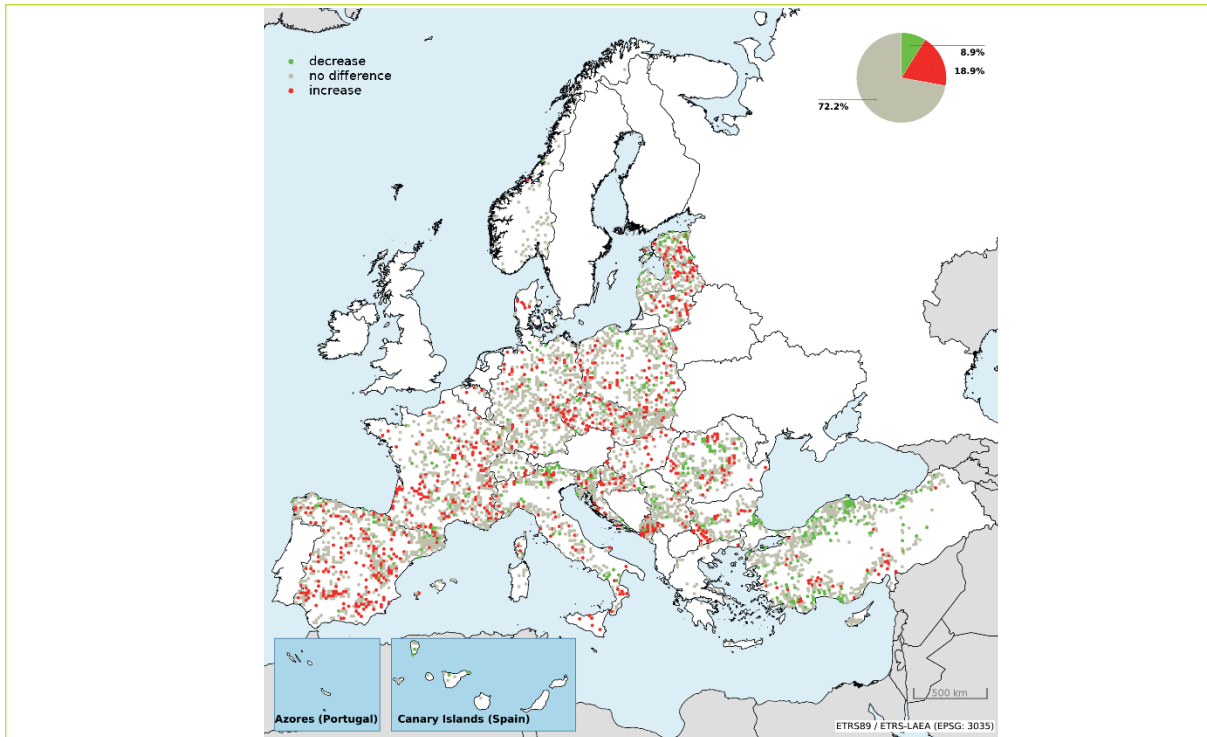 decrease
no difference
increase
8.9%
18.9%
72.2%
500 km
Azores (Portugal)
Canary Islands (Spain)
ETRS89 / ETRS-LAEA (EPSG: 3035)